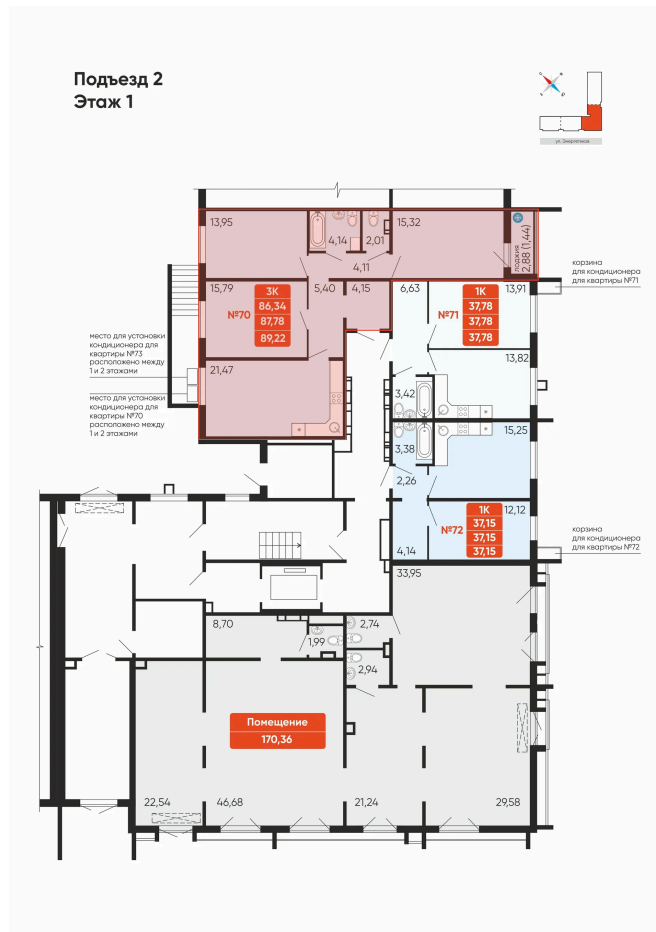 Подъезд 2
Этаж 1
ул. Энергетиков
13,95
4,14
2,01
15,32
4,11
лоджия
2,88 (1,44)
корзина
для кондиционера
для квартиры №71
15,79
5,40
4,15
6,63
13,91
№70
3К
86,34
87,78
89,22
№71
1К
37,78
37,78
37,78
место для установки
кондиционера для
квартиры №73
расположено между
1 и 2 этажами
21,47
13,82
место для установки
кондиционера для
квартиры №70
расположено между
1 и 2 этажами
3,42
3,38
15,25
2,26
№72
1К
37,15
37,15
37,15
12,12
4,14
корзина
для кондиционера
для квартиры №72
33,95
8,70
1,99
2,74
2,94
Помещение
170,36
22,54
46,68
21,24
29,58